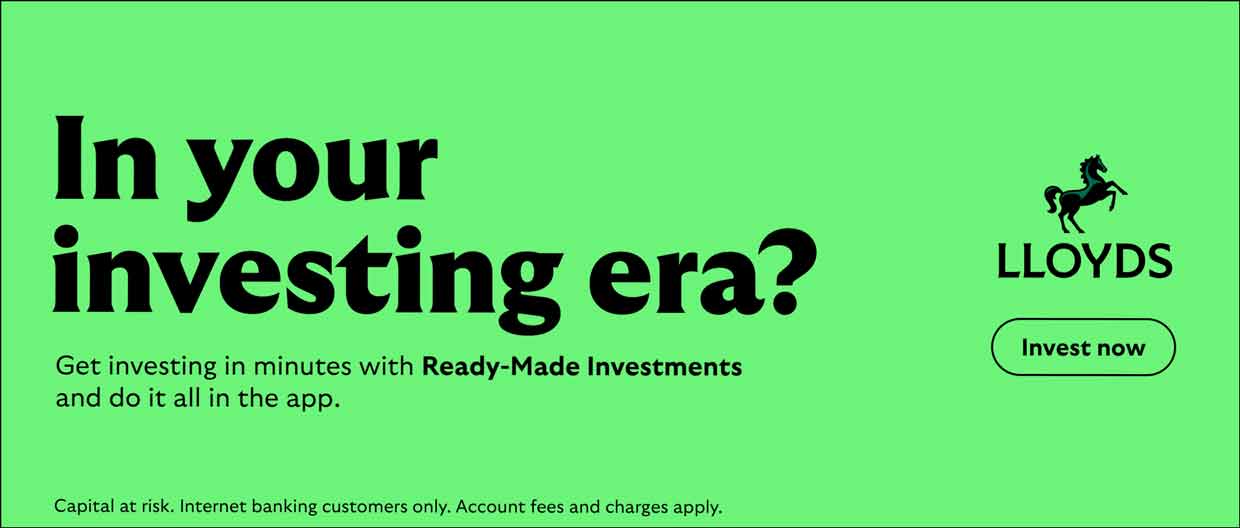 In your
investing era?
Get investing in minutes with Ready-Made Investments
and do it all in the app.
Capital at risk. Internet banking customers only. Account fees and charges apply.
LLOYDS
Invest now